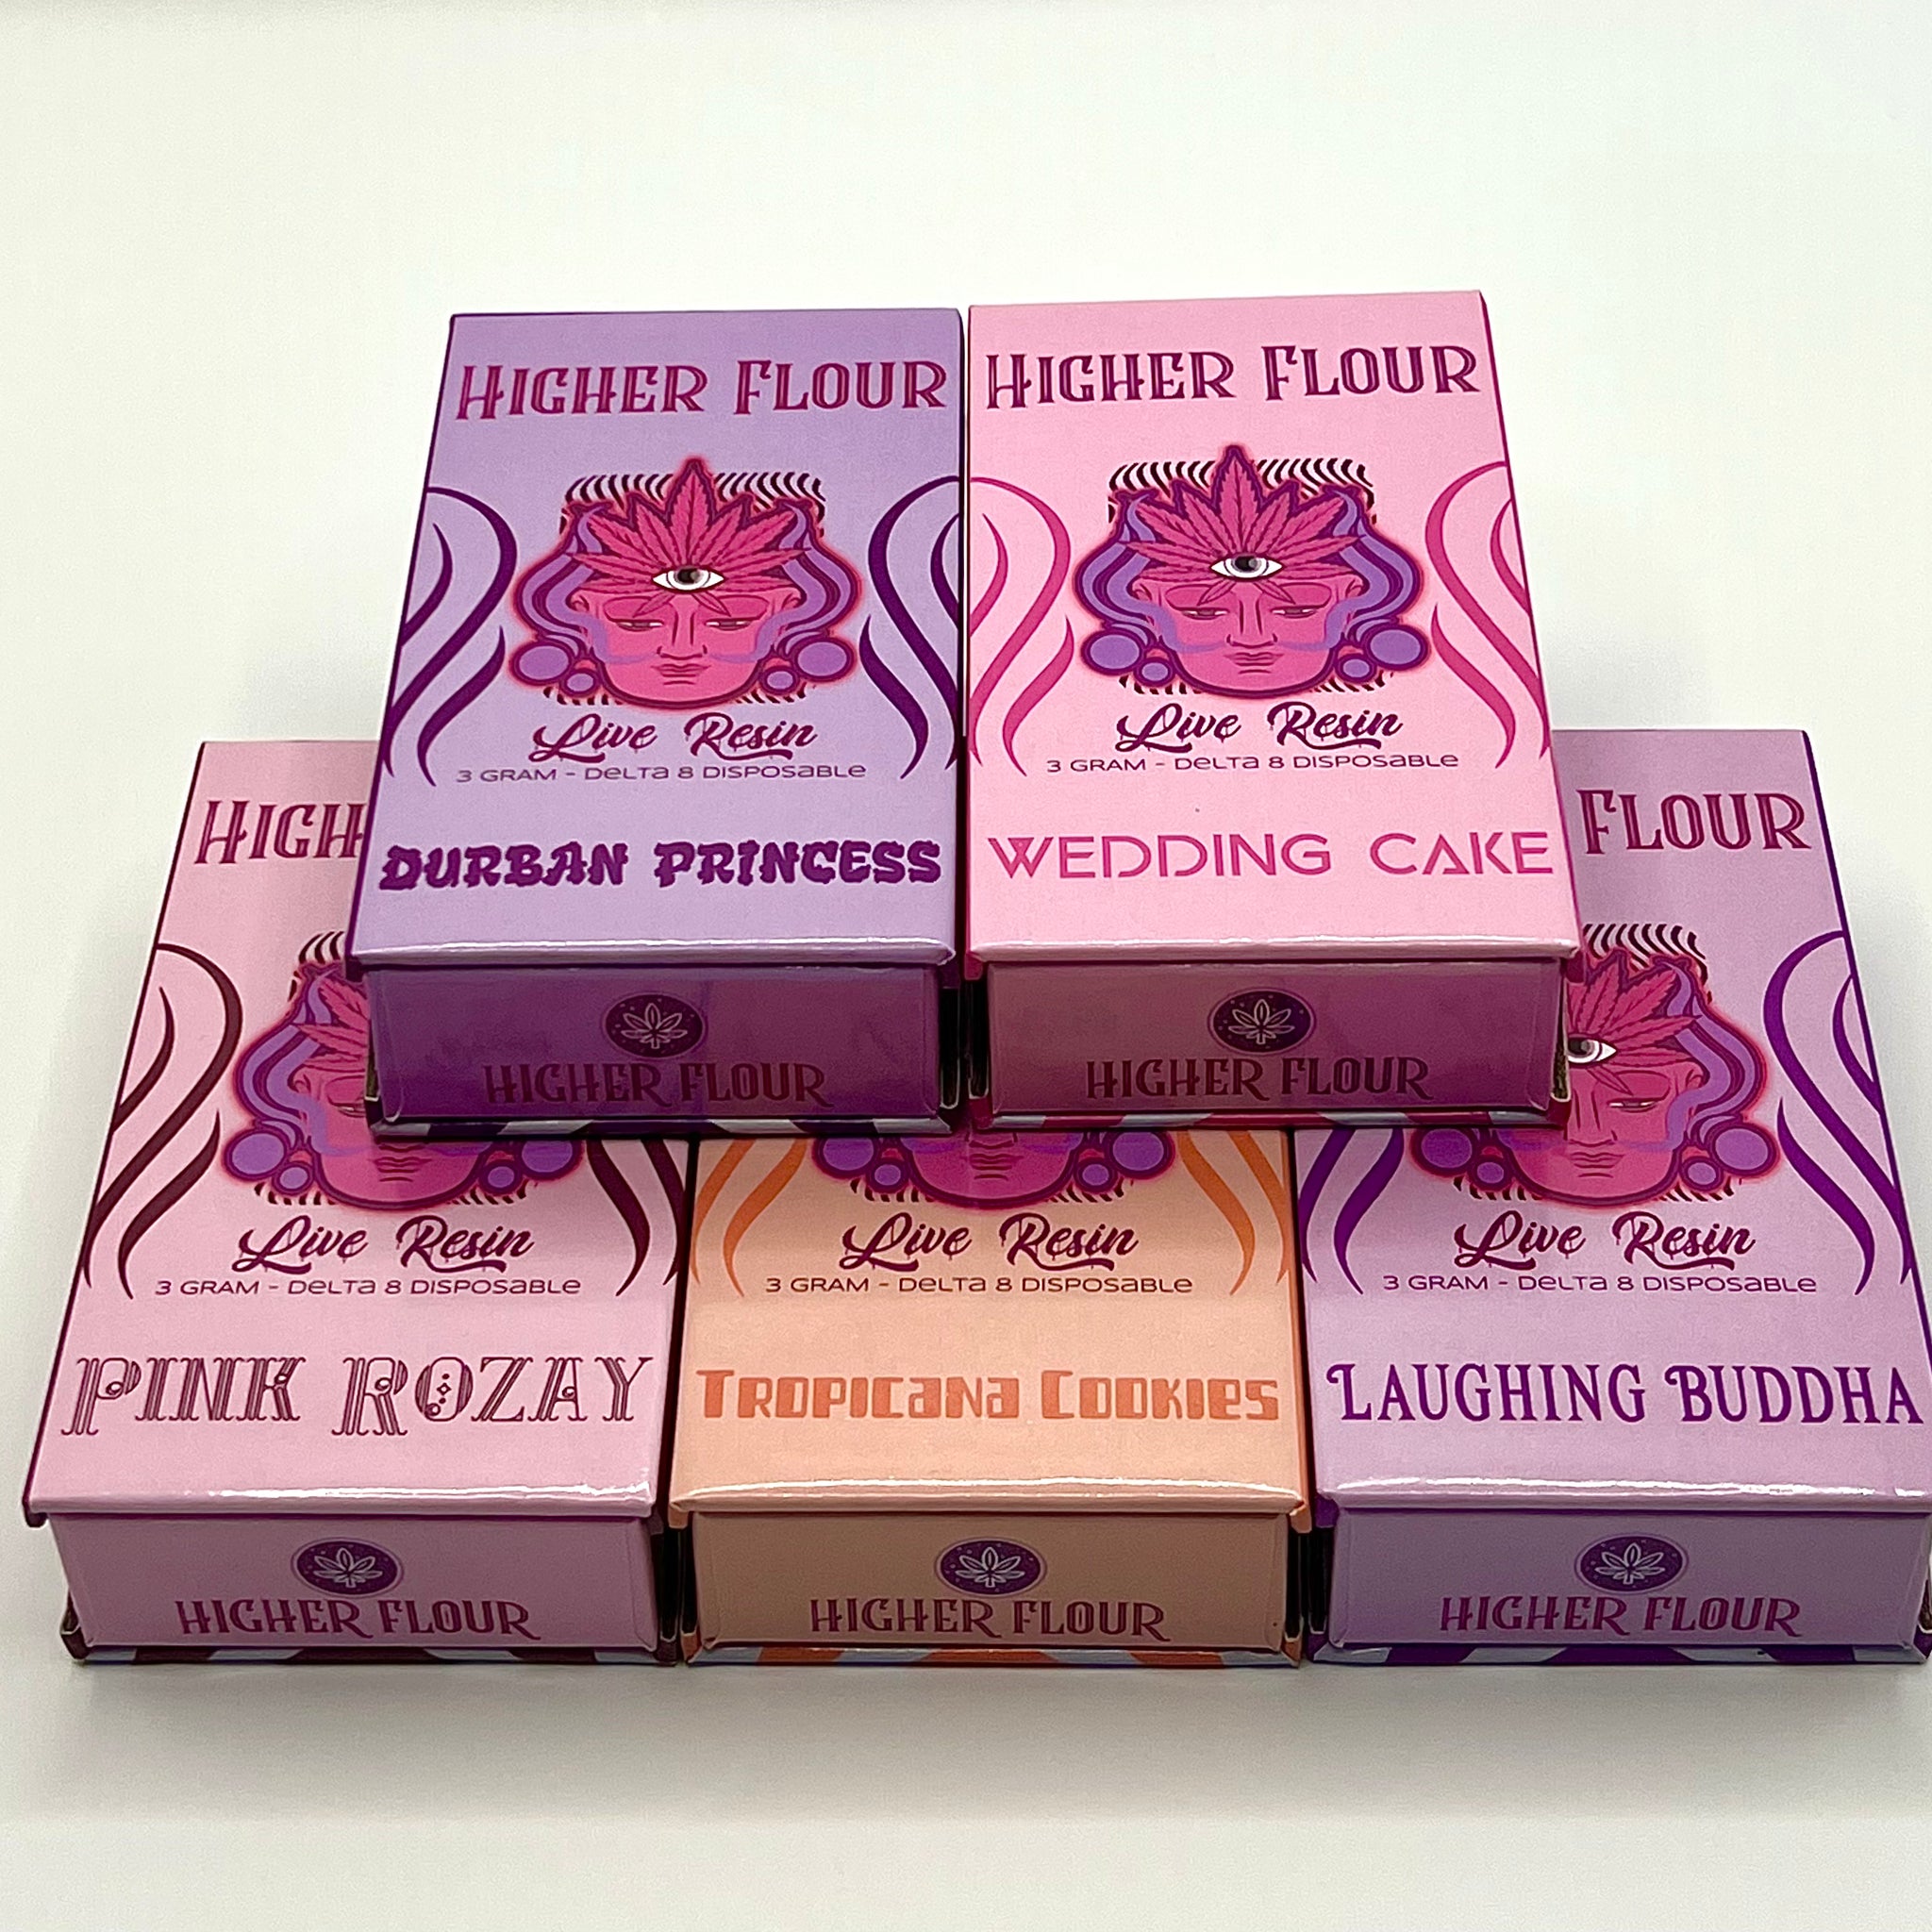 HIGHER FLOUR
Live Resin
3 GRAM - DELTA 8 DISPOSABLE
DURBAN PRINCESS
HIGHER FLOUR
HIGHER FLOUR
Live Resin
3 GRAM - DELTA 8 DISPOSABLE
WEDDING CAKE
HIGHER FLOUR
HIGH
Live Resin
3 GRAM - DELTA 8 DISPOSABLE
PINK ROZAY
HIGHER FLOUR
Live Resin
3 GRAM - DELTA 8 DISPOSABLE
TROPICANA COOKIES
HIGHER FLOUR
FLOUR
Live Resin
3 GRAM - DELTA 8 DISPOSABLE
LAUGHING BUDDHA
HIGHER FLOUR